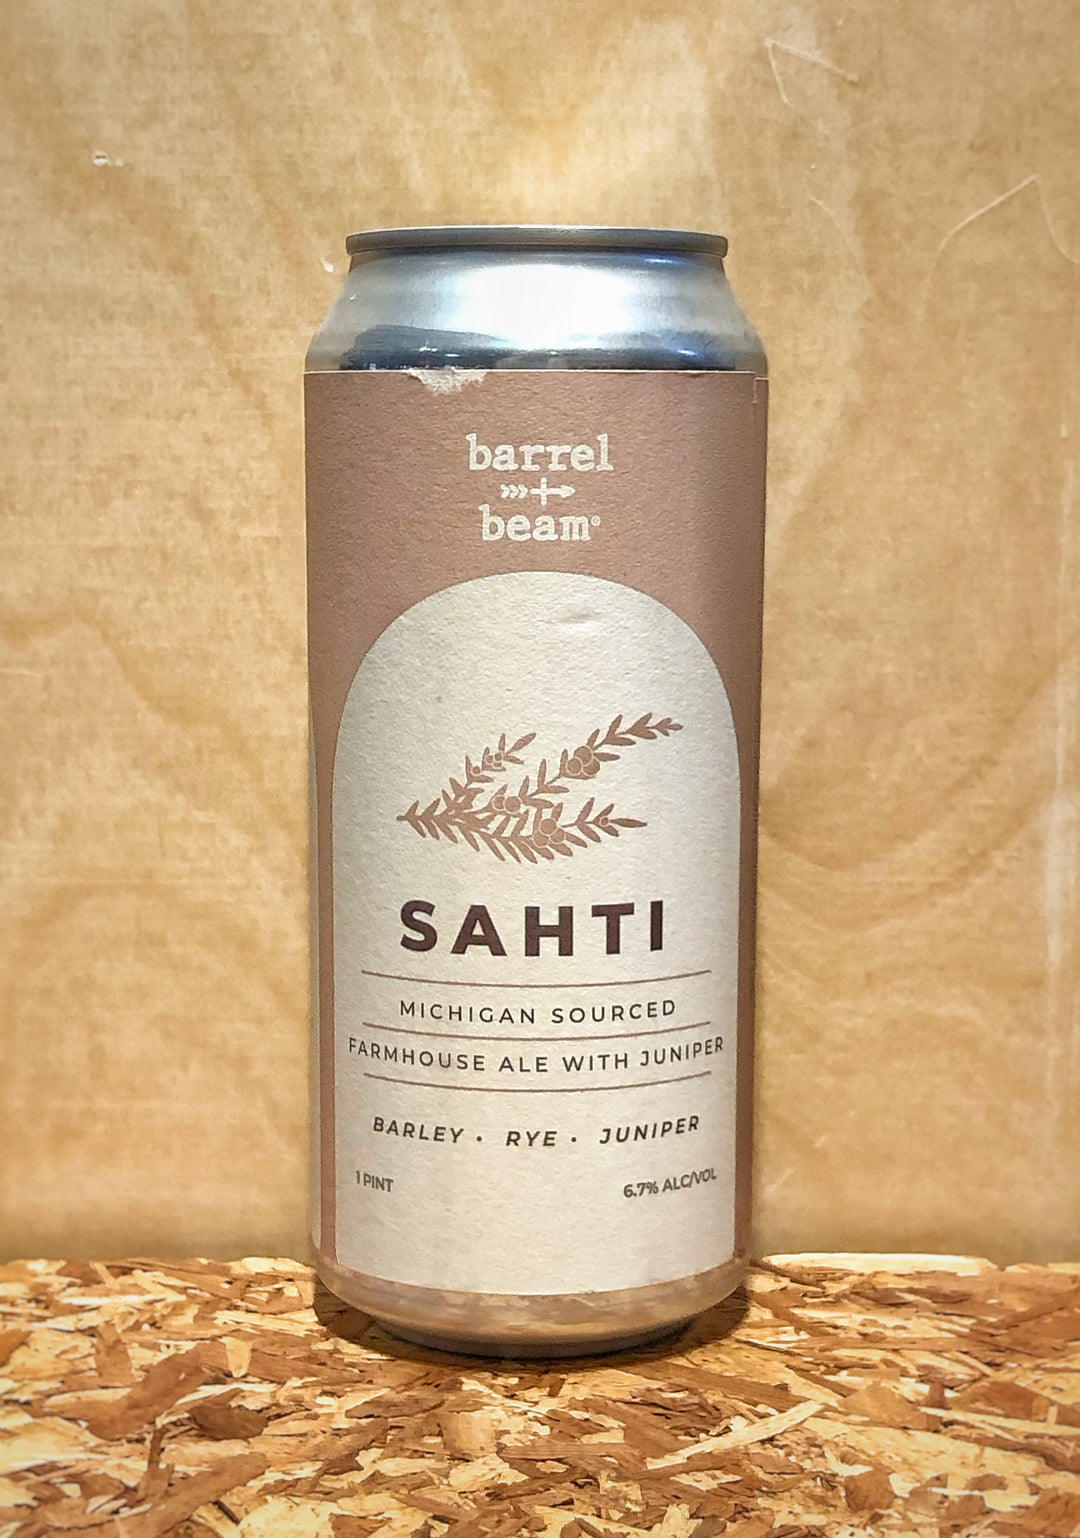 barrel
beam®
SAHTI
MICHIGAN SOURCED
FARMHOUSE ALE WITH JUNIPER
BARLEY • RYE • JUNIPER
1 PINT
6.7% ALC/VOL